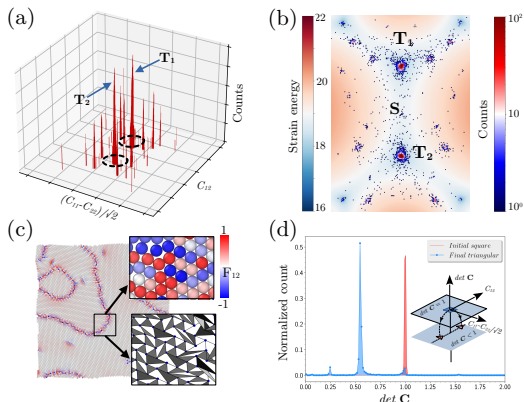 (a)
T₁
T₂
Counts
(C₁₁-C₂₂)/√2
C₁₂
(b)
Strain energy
22
20
18
16
T₁
S
T₂
Counts
10²
10
10⁰
(c)
1
F₁₂
-1
(d)
Normalized count
0.5
0.4
0.3
0.2
0.1
0.0
0.00
0.25
0.50
0.75
1.00
1.25
1.50
1.75
2.00
det C
Initial square
Final triangular
det C
C₁₂
det C = 1
C₁₁-C₂₂/√2
det C < 1